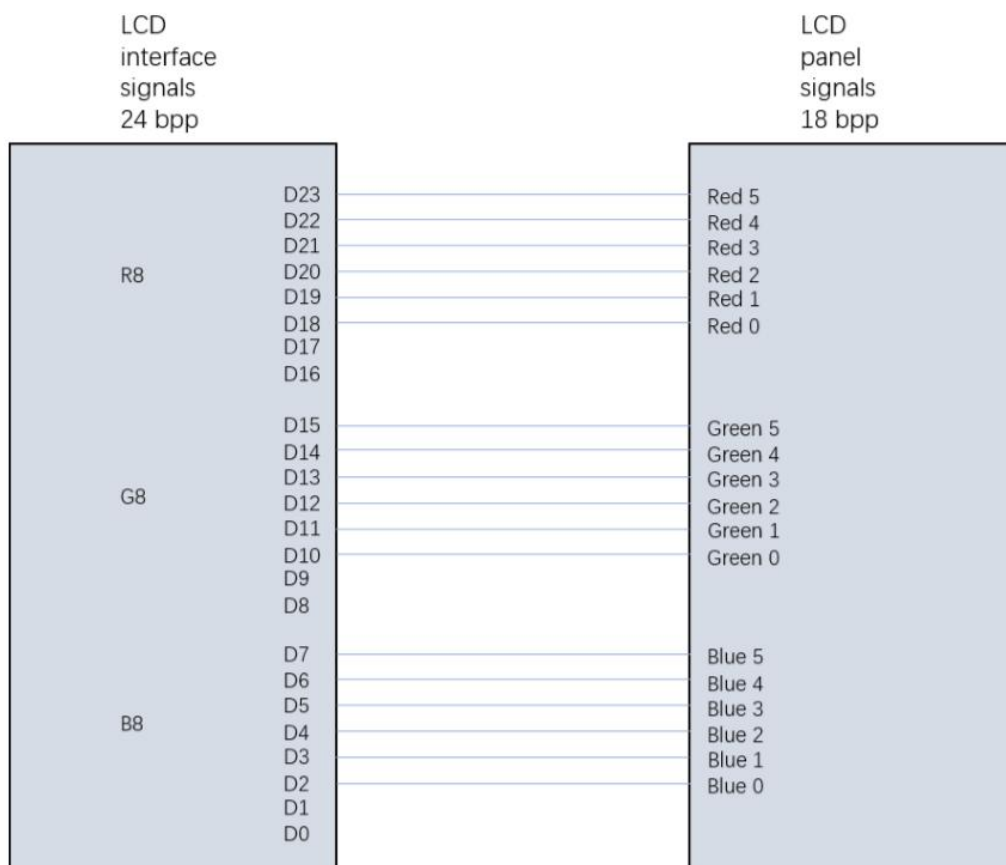 LCD
interface
signals
24 bpp
LCD
panel
signals
18 bpp
D23
Red 5
D22
Red 4
D21
Red 3
R8
D20
Red 2
D19
Red 1
D18
Red 0
D17
D16
D15
Green 5
D14
Green 4
D13
Green 3
G8
D12
Green 2
D11
Green 1
D10
Green 0
D9
D8
D7
Blue 5
D6
Blue 4
D5
Blue 3
B8
D4
Blue 2
D3
Blue 1
D2
Blue 0
D1
D0